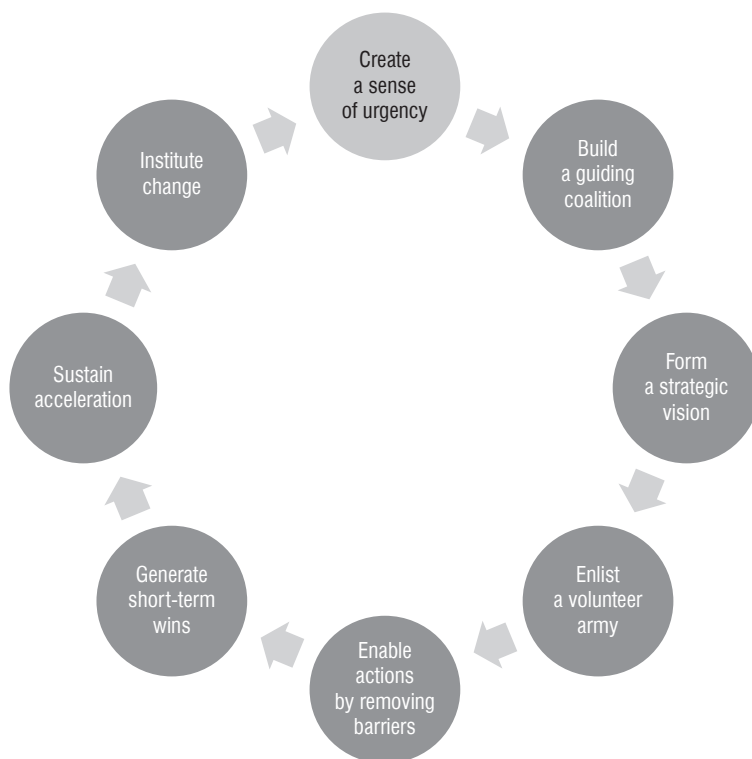 Create
a sense
of urgency
Build
a guiding
coalition
Form
a strategic
vision
Enlist
a volunteer
army
Enable
actions
by removing
barriers
Generate
short-term
wins
Sustain
acceleration
Institute
change